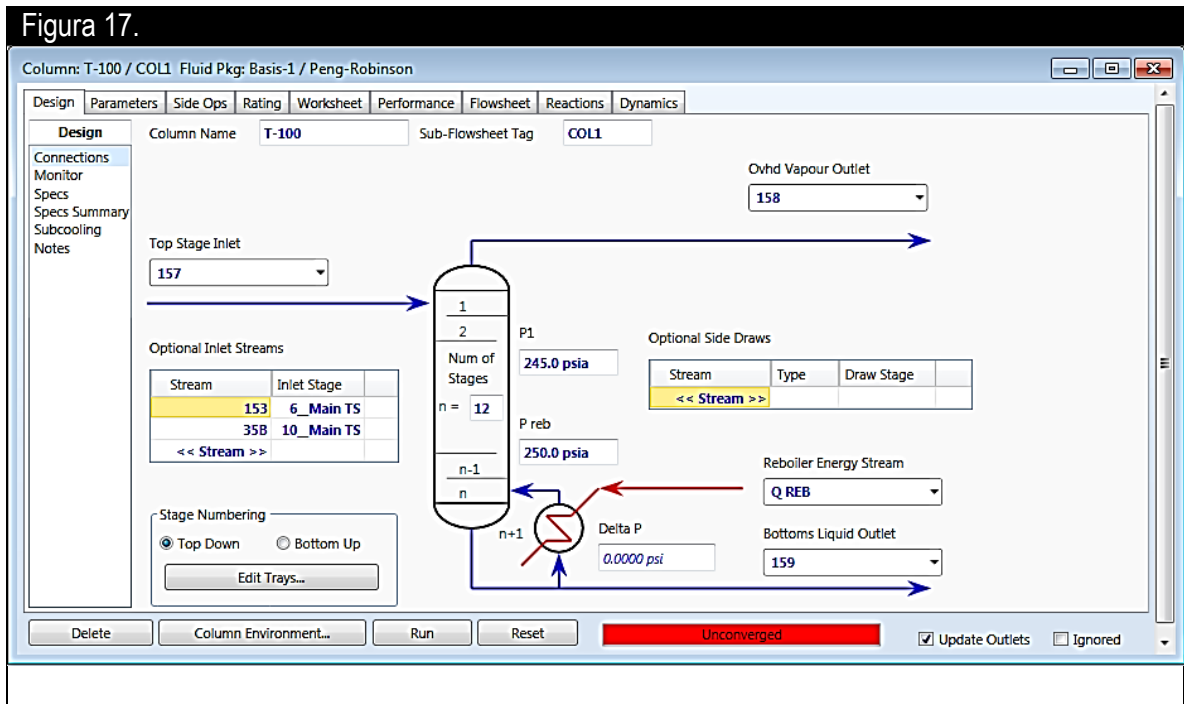 Figura 17.
Column: T-100 / COL1 Fluid Pkg: Basis-1 / Peng-Robinson
Design Parameters Side Ops Rating Worksheet Performance Flowsheet Reactions Dynamics
Design
Connections
Monitor
Specs
Specs Summary
Subcooling
Notes
Column Name T-100 Sub-Flowsheet Tag COL1
Ovhd Vapour Outlet
158
Top Stage Inlet
157
1
2
Num of
Stages
n = 12
n-1
n
n+1
P1
245.0 psia
P reb
250.0 psia
Delta P
0.0000 psi
Optional Inlet Streams
Stream Inlet Stage
153 6__Main TS
35B 10__Main TS
<< Stream >>
Optional Side Draws
Stream Type Draw Stage
<< Stream >>
Reboiler Energy Stream
Q REB
Bottoms Liquid Outlet
159
Stage Numbering
Top Down Bottom Up
Edit Trays...
Delete Column Environment... Run Reset Unconverged Update Outlets Ignored